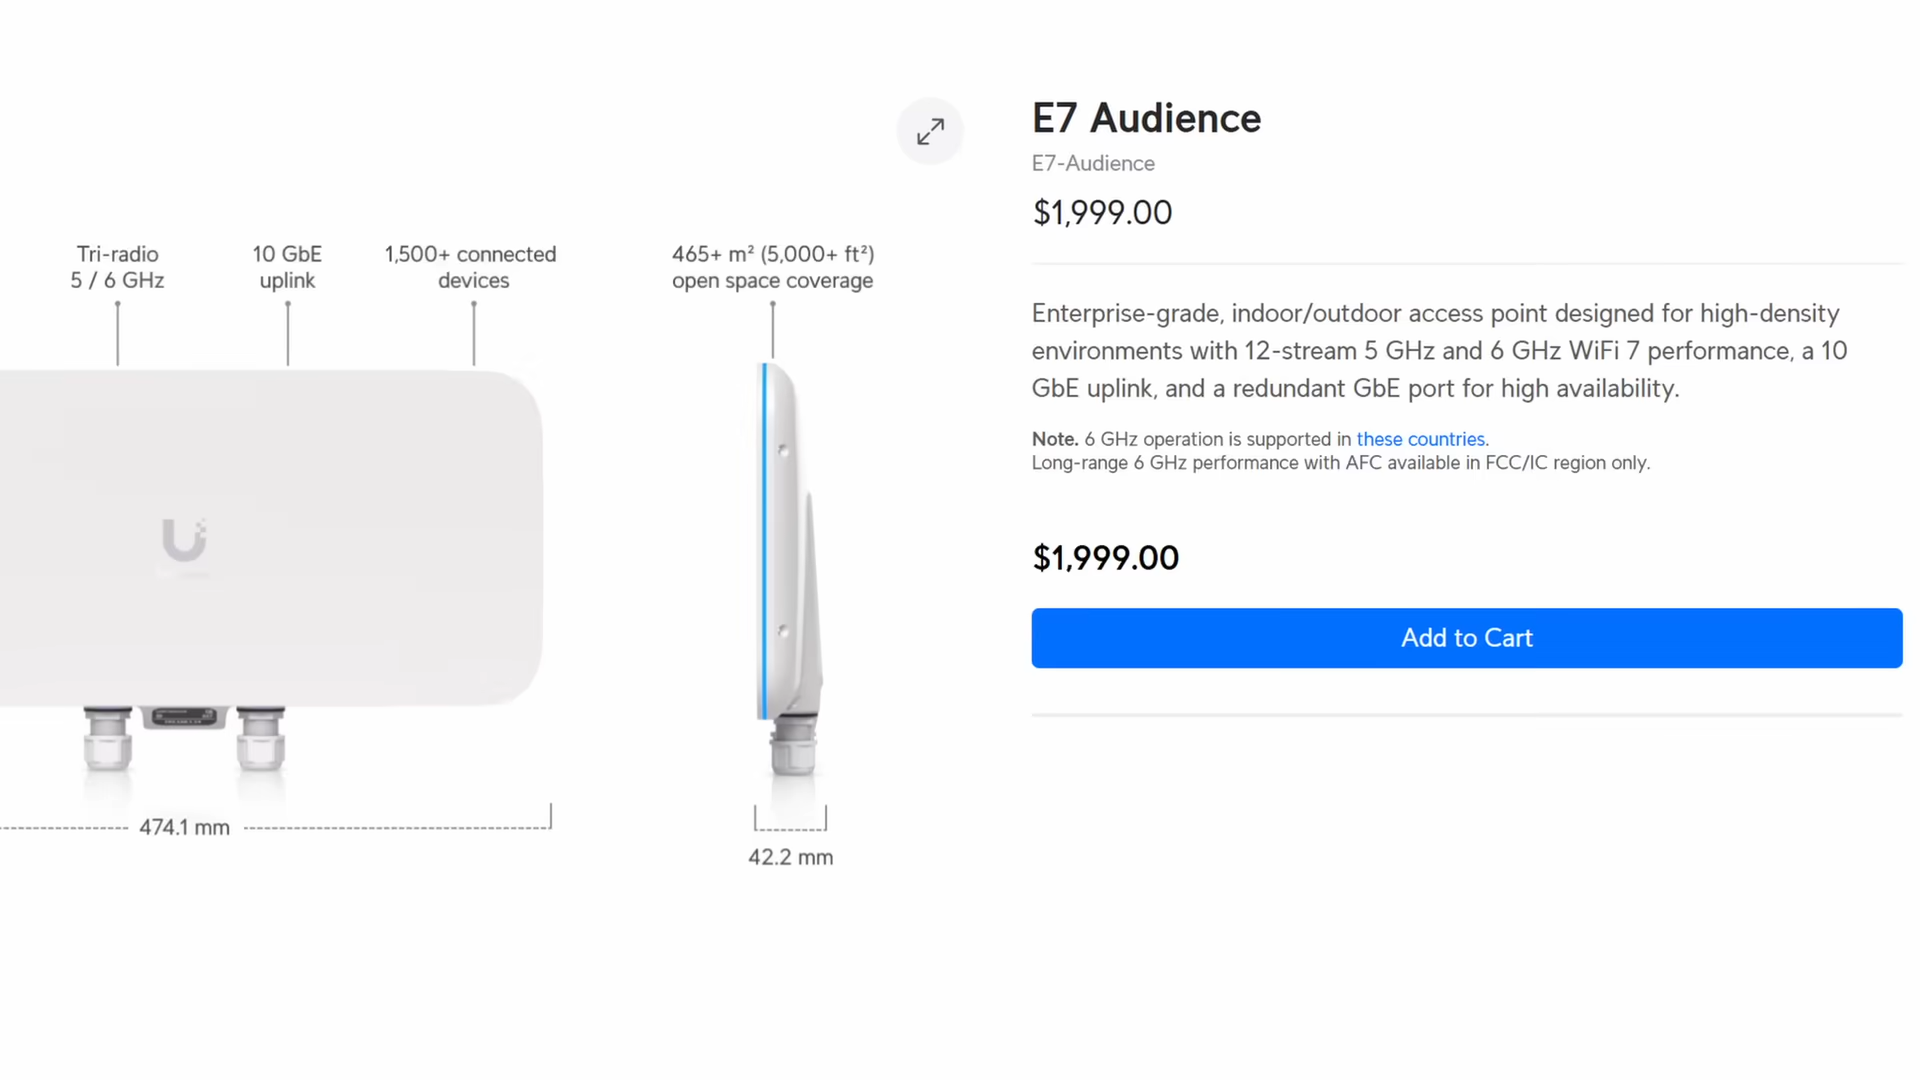 E7 Audience
E7-Audience
$1,999.00
Tri-radio
5 / 6 GHz
10 GbE
uplink
1,500+ connected
devices
465+ m² (5,000+ ft²)
open space coverage
Enterprise-grade, indoor/outdoor access point designed for high-density
environments with 12-stream 5 GHz and 6 GHz WiFi 7 performance, a 10
GbE uplink, and a redundant GbE port for high availability.
Note. 6 GHz operation is supported in these countries.
Long-range 6 GHz performance with AFC available in FCC/IC region only.
$1,999.00
Add to Cart
474.1 mm
42.2 mm